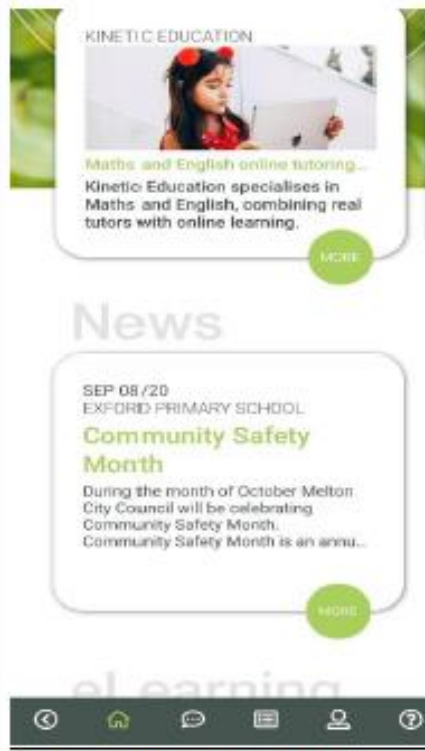 KINETIC EDUCATION
Maths and English online tutoring...
Kinetic Education specialises in
Maths and English, combining real
tutors with online learning.
MORE
News
SEP 08/20
EXFORD PRIMARY SCHOOL
Community Safety
Month
During the month of October Melton
City Council will be celebrating
Community Safety Month.
Community Safety Month is an annu...
MORE
eLearning